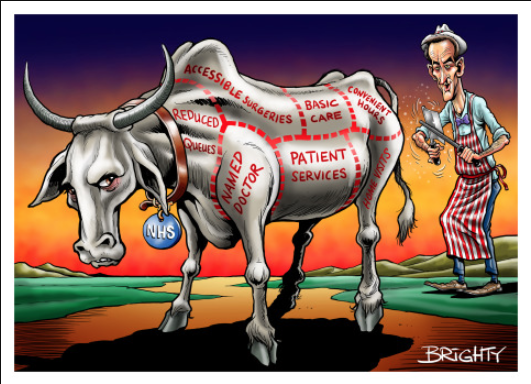 ACCESSIBLE SURGERIES
REDUCED
QUEUES
BASIC
CARE
CONVENIENT
HOURS
NAMED
DOCTOR
PATIENT
SERVICES
HOME VISITS
NHS
BRIGHTY